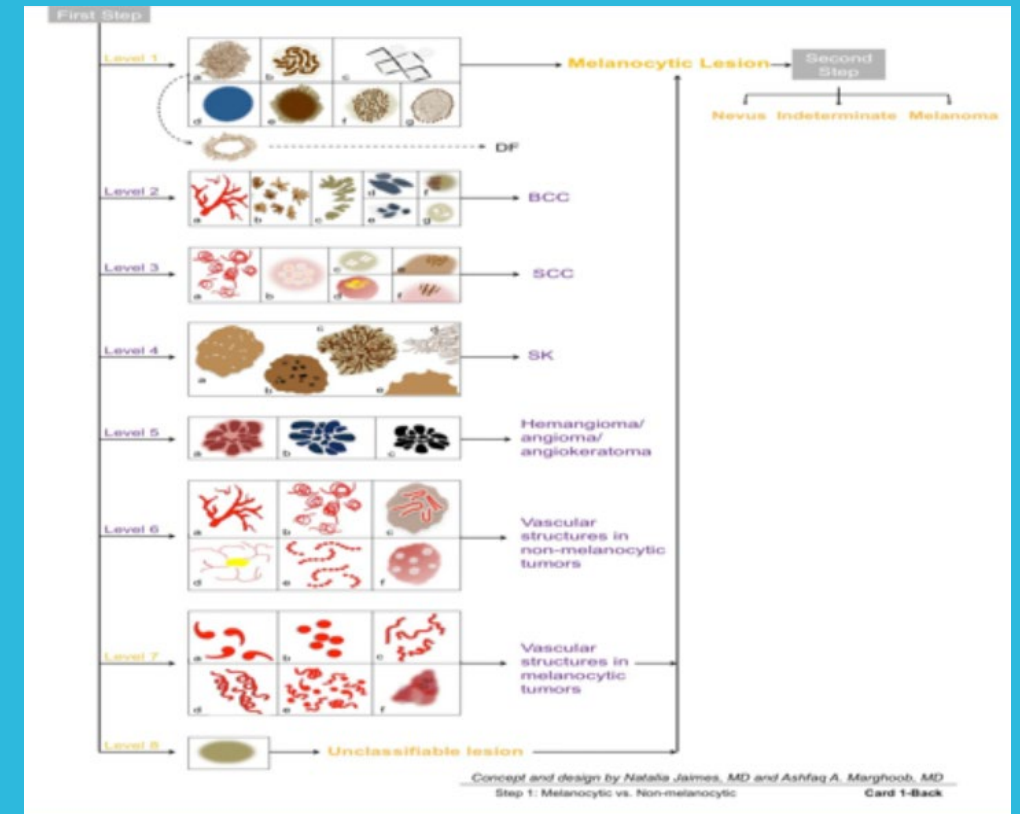 First Step
Level 1
a
b
c
d
e
f
g
Melanocytic Lesion
Second
Step
Nevus Indeterminate Melanoma
DF
Level 2
a
b
c
d
e
f
g
BCC
Level 3
a
b
c
d
e
f
SCC
Level 4
a
b
c
d
e
SK
Level 5
a
b
c
Hemangioma/
angioma/
angiokeratoma
Level 6
a
b
c
d
e
f
Vascular
structures in
non-melanocytic
tumors
Level 7
a
b
c
d
e
f
Vascular
structures in
melanocytic
tumors
Level 8
Unclassifiable lesion
Concept and design by Natalia Jaimes, MD and Ashfaq A. Marghoob, MD
Step 1: Melanocytic vs. Non-melanocytic
Card 1-Back